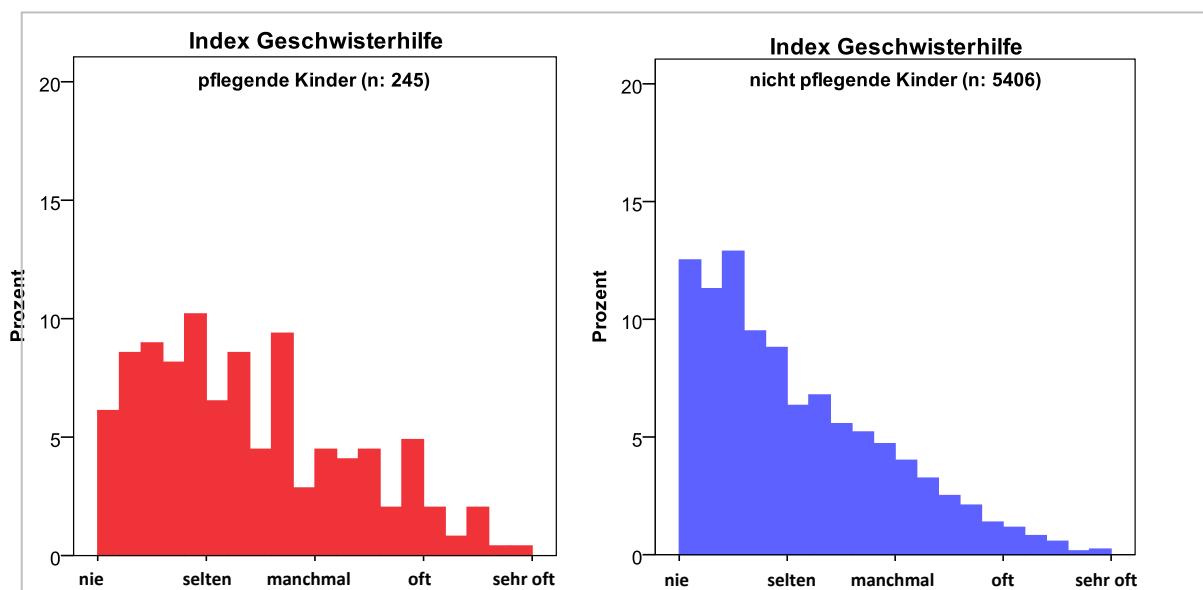 Index Geschwisterhilfe
pflegende Kinder (n: 245)
20
15
10
5
0
Prozent
nie selten manchmal oft sehr oft
Index Geschwisterhilfe
nicht pflegende Kinder (n: 5406)
20
15
10
5
0
Prozent
nie selten manchmal oft sehr oft